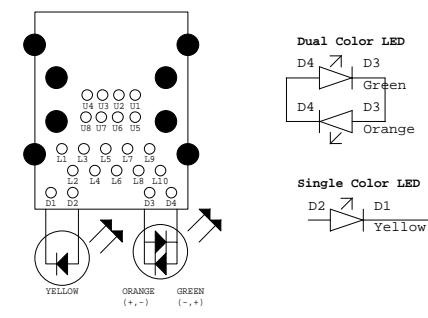 Dual Color LED
D4 D3
Green
D4 D3
Orange
U4 U3 U2 U1
U8 U7 U6 U5
L1 L3 L5 L7 L9
L2 L4 L6 L8 L10
D1 D2 D3 D4
Single Color LED
D2 D1
Yellow
YELLOW ORANGE GREEN
(+,-) (-,+)